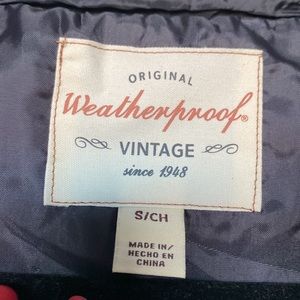 ORIGINAL
Weatherproof®
VINTAGE
since 1948
S/CH
MADE IN/
HECHO EN
CHINA